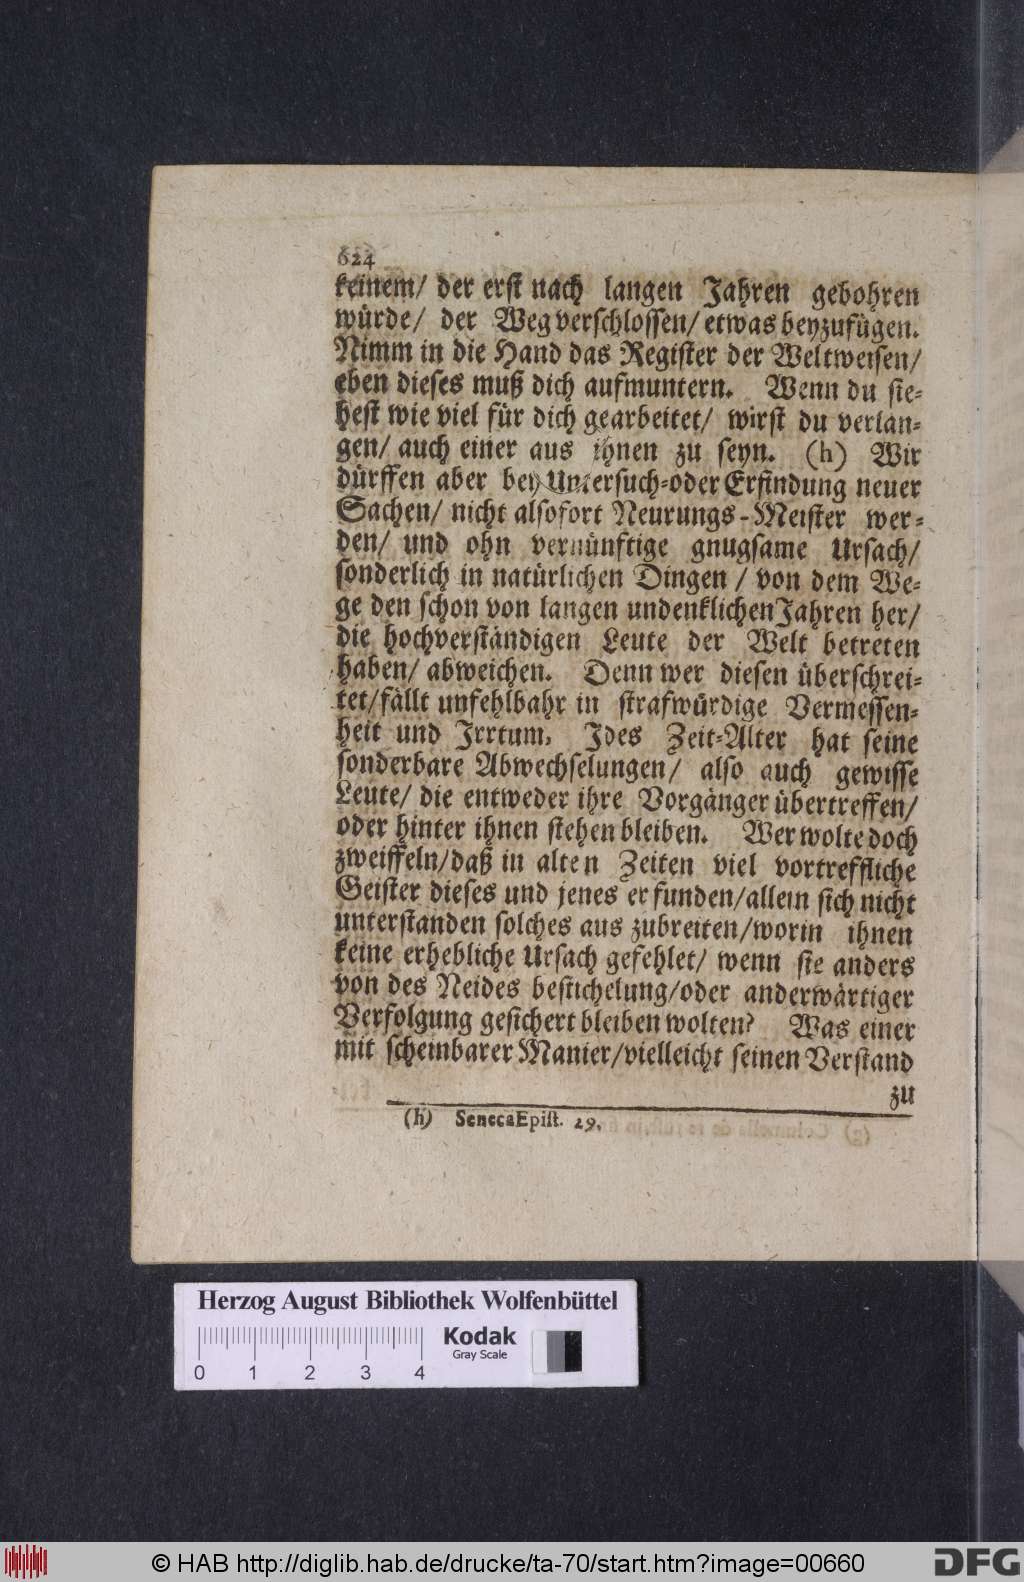 624
keinem/ der erst nach langen Jahren gebohren
würde/ der Weg verschlossen/ etwas beyzufügen.
Nimm in die Hand das Register der Weltweisen/
eben dieses muß dich aufmuntern. Wenn du sie-
hest wie viel für dich gearbeitet/ wirst du verlan-
gen/ auch einer aus ihnen zu seyn. (h) Wir
dürffen aber bey Untersuch-oder Erfindung neuer
Sachen/ nicht alsofort Neurungs-Meister wer-
den/ und ohn vernünftige gnugsame Ursach/
sonderlich in natürlichen Dingen / von dem We-
ge den schon von langen undenklichen Jahren her/
die hochverständigen Leute der Welt betreten
haben/ abweichen. Denn wer diesen überschrei-
tet/fällt unfehlbahr in strafwürdige Vermessen-
heit und Irrtum. Ides Zeit-Alter hat seine
sonderbare Abwechselungen/ also auch gewisse
Leute/ die entweder ihre Vorgänger übertreffen/
oder hinter ihnen stehen bleiben. Wer wolte doch
zweiffeln/daß in alten Zeiten viel vortreffliche
Geister dieses und jenes erfunden/allein sich nicht
unterstanden solches aus zubreiten/worin ihnen
keine erhebliche Ursach gefehlet/ wenn sie anders
von des Neides bestichelung/oder anderwärtiger
Verfolgung gesichert bleiben wolten? Was einer
mit scheinbarer Manier/vielleicht seinen Verstand
zu
(h) Seneca Epist. 29.
Herzog August Bibliothek Wolfenbüttel
Kodak
Gray Scale
0 1 2 3 4
© HAB http://diglib.hab.de/drucke/ta-70/start.htm?image=00660
DFG